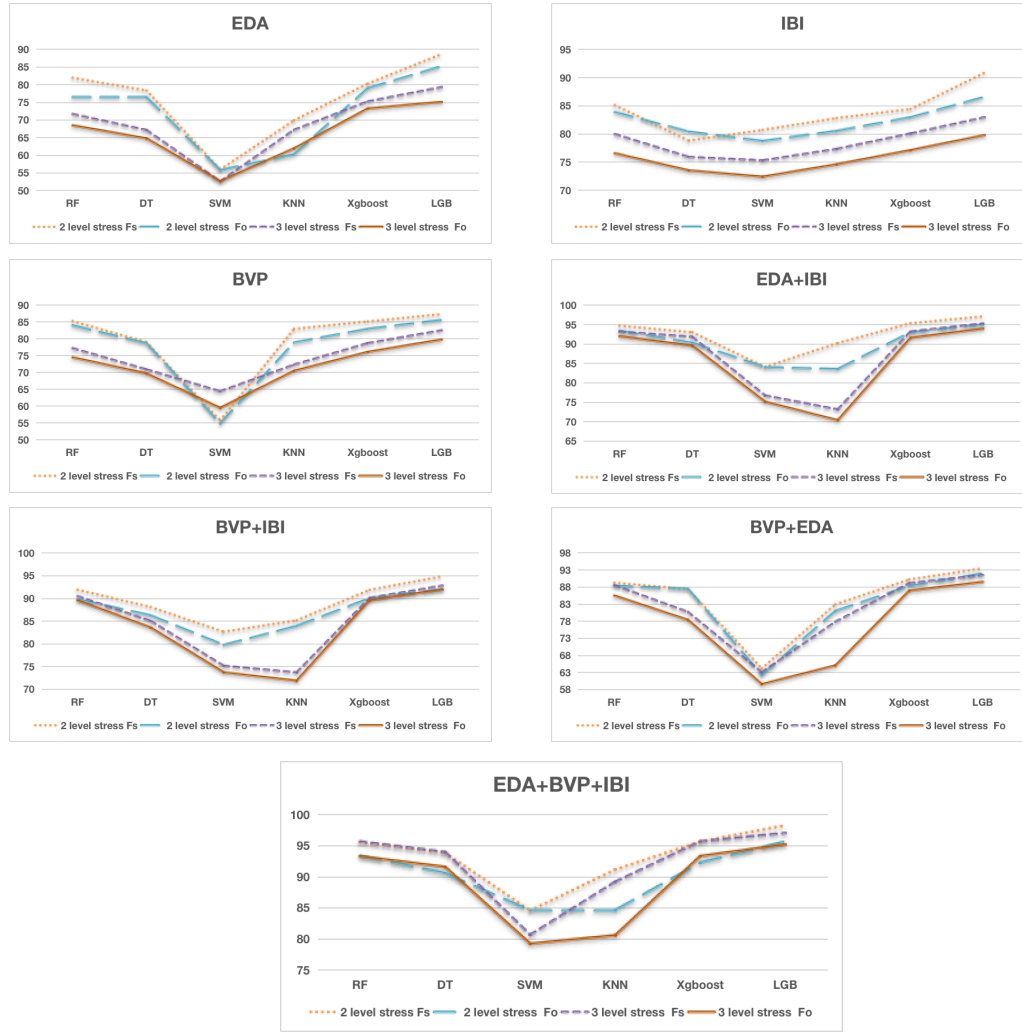 EDA
90
85
80
75
70
65
60
55
50
RF DT SVM KNN Xgboost LGB
2 level stress Fs 2 level stress Fo 3 level stress Fs 3 level stress Fo
IBI
95
90
85
80
75
70
RF DT SVM KNN Xgboost LGB
2 level stress Fs 2 level stress Fo 3 level stress Fs 3 level stress Fo
BVP
90
85
80
75
70
65
60
55
50
RF DT SVM KNN Xgboost LGB
2 level stress Fs 2 level stress Fo 3 level stress Fs 3 level stress Fo
EDA+IBI
100
95
90
85
80
75
70
65
RF DT SVM KNN Xgboost LGB
2 level stress Fs 2 level stress Fo 3 level stress Fs 3 level stress Fo
BVP+IBI
100
95
90
85
80
75
70
RF DT SVM KNN Xgboost LGB
2 level stress Fs 2 level stress Fo 3 level stress Fs 3 level stress Fo
BVP+EDA
98
93
88
83
78
73
68
63
58
RF DT SVM KNN Xgboost LGB
2 level stress Fs 2 level stress Fo 3 level stress Fs 3 level stress Fo
EDA+BVP+IBI
100
95
90
85
80
75
RF DT SVM KNN Xgboost LGB
2 level stress Fs 2 level stress Fo 3 level stress Fs 3 level stress Fo